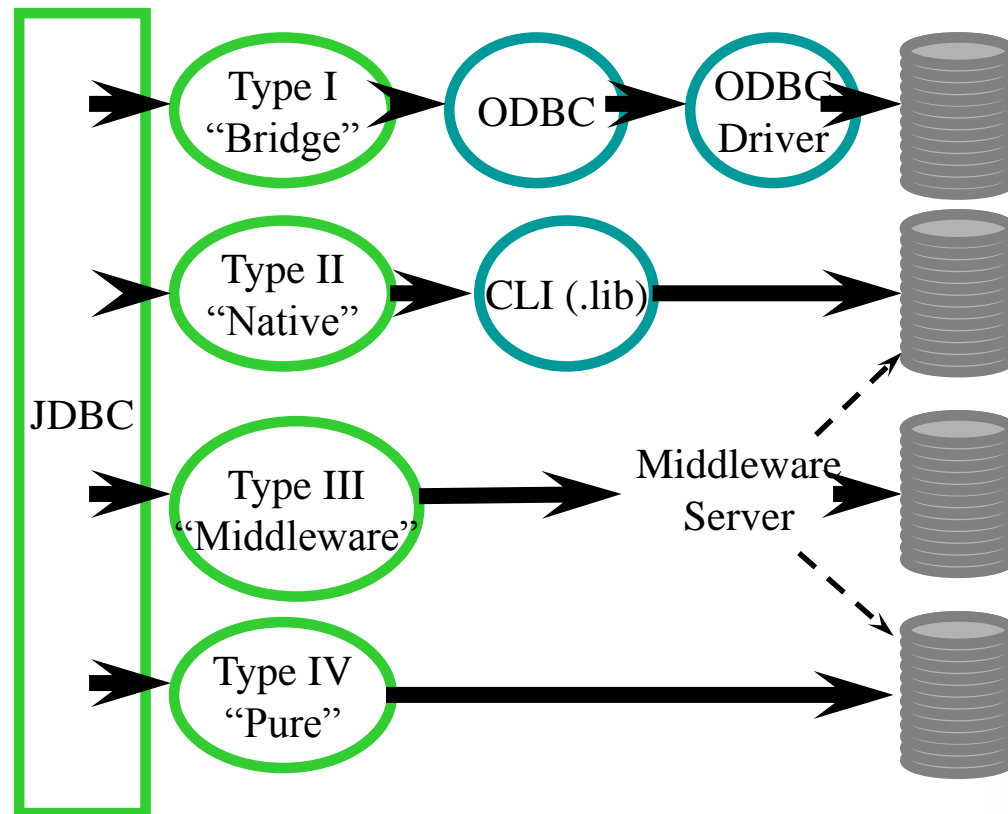 Type I
“Bridge”
ODBC
ODBC
Driver
Type II
“Native”
CLI (.lib)
JDBC
Type III
“Middleware”
Middleware
Server
Type IV
“Pure”